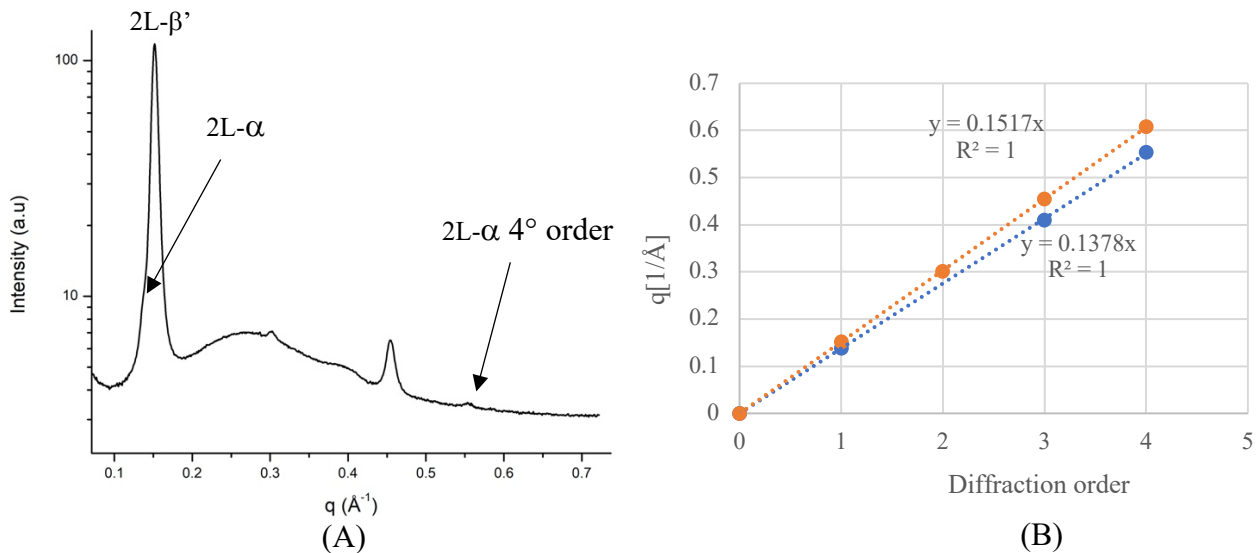 2L-β’
2L-α
2L-α 4° order
100
10
Intensity (a.u)
0.1 0.2 0.3 0.4 0.5 0.6 0.7
q (Å⁻¹)
(A)
0.7
0.6
0.5
0.4
0.3
0.2
0.1
0
q[1/Å]
y = 0.1517x
R² = 1
y = 0.1378x
R² = 1
0 1 2 3 4 5
Diffraction order
(B)